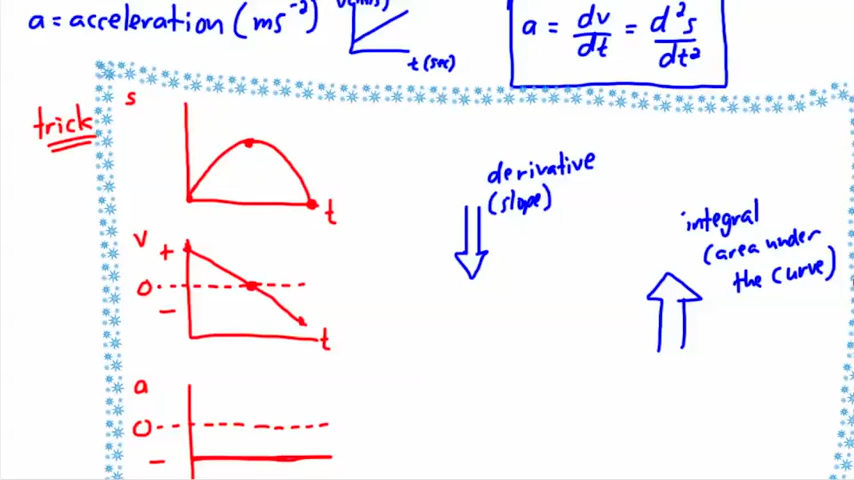 a = acceleration (ms⁻²)
t (sec)
a = dv/dt = d²s/dt²
trick
s
t
derivative
(slope)
integral
(area under
the curve)
v
+
0
-
t
a
0
-